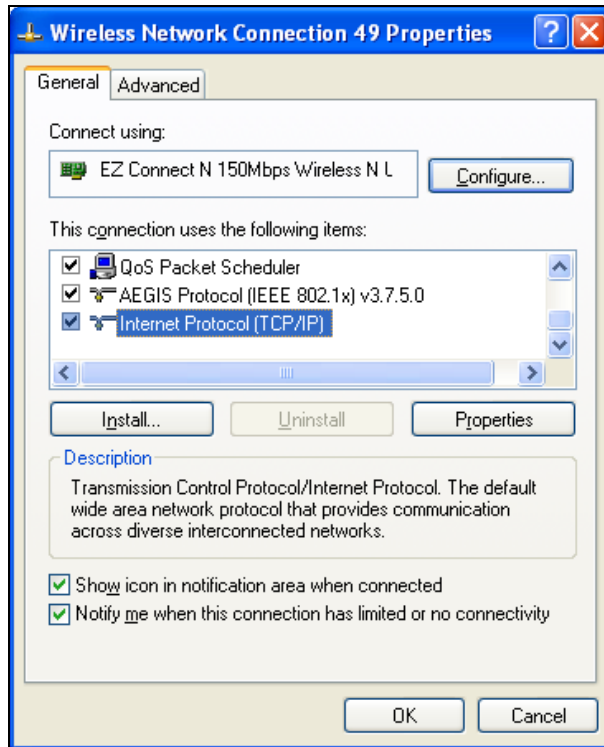 Wireless Network Connection 49 Properties
General Advanced
Connect using:
EZ Connect N 150Mbps Wireless N
Configure...
This connection uses the following items:
QoS Packet Scheduler
AEGIS Protocol (IEEE 802.1x) v3.7.5.0
Internet Protocol (TCP/IP)
Install... Uninstall Properties
Description
Transmission Control Protocol/Internet Protocol. The default
wide area network protocol that provides communication
across diverse interconnected networks.
Show icon in notification area when connected
Notify me when this connection has limited or no connectivity
OK Cancel